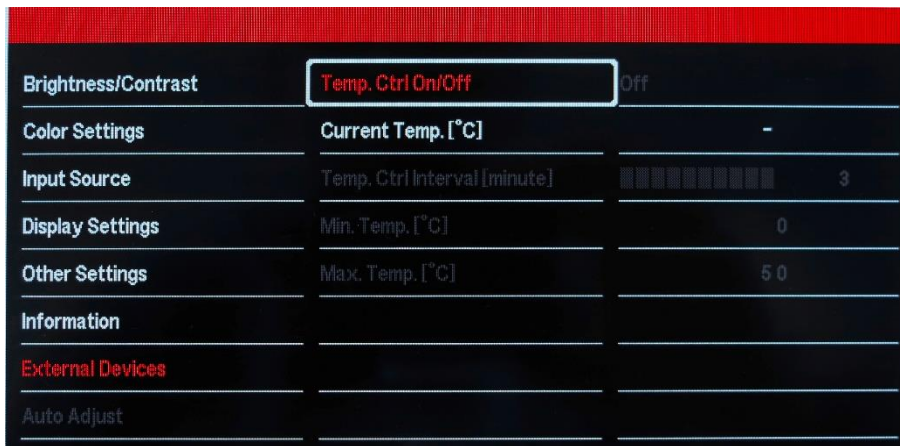 Brightness/Contrast Temp. Ctrl On/Off Off
Color Settings Current Temp. [°C] -
Input Source Temp. Ctrl Interval [minute] 3
Display Settings Min. Temp. [°C] 0
Other Settings Max. Temp. [°C] 50
Information
External Devices
Auto Adjust